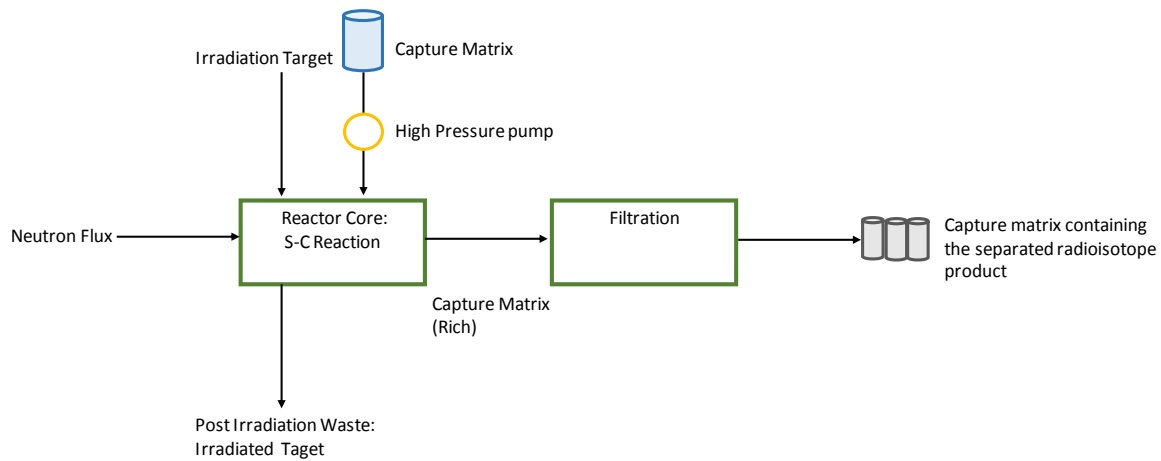 Irradiation Target
Capture Matrix
High Pressure pump
Neutron Flux
Reactor Core:
S-C Reaction
Filtration
Capture matrix containing
the separated radioisotope
product
Capture Matrix
(Rich)
Post Irradiation Waste:
Irradiated Taget